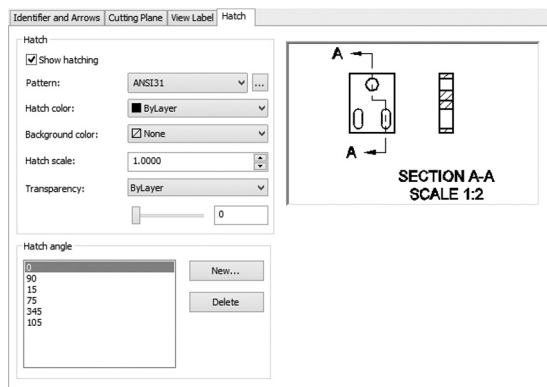 Identifier and Arrows Cutting Plane View Label Hatch
Hatch
Show hatching
Pattern: ANSI31 ...
Hatch color: ByLayer
Background color: None
Hatch scale: 1.0000
Transparency: ByLayer
0
Hatch angle
0
90
15
75
345
105
New...
Delete
A
A
SECTION A-A
SCALE 1:2